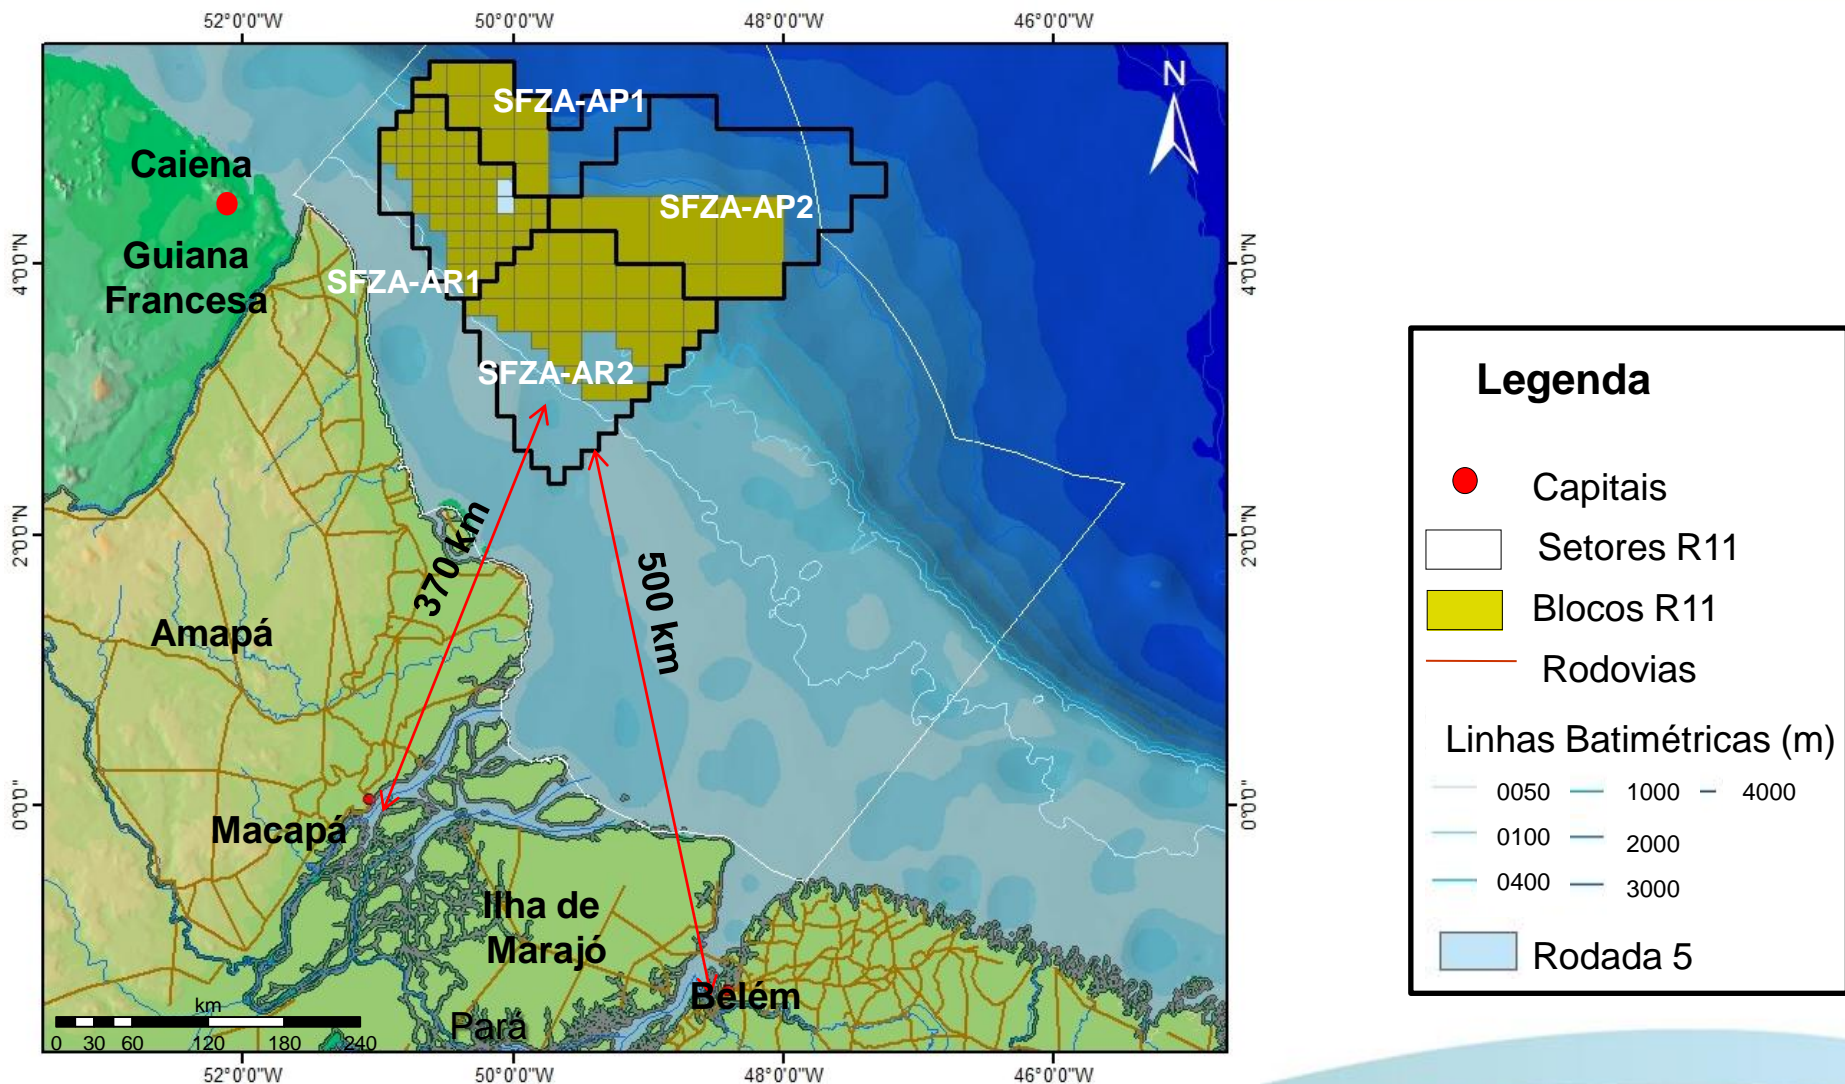 52°0'0"W
50°0'0"W
48°0'0"W
46°0'0"W
N
SFZA-AP1
Caiena
SFZA-AP2
Guiana
Francesa
4°0'0"N
4°0'0"N
SFZA-AR1
SFZA-AR2
2°0'0"N
2°0'0"N
370 km
500 km
Amapá
0°0'0"
0°0'0"
Macapá
Ilha de
Marajó
Belém
Pará
km
0 30 60 120 180 240
52°0'0"W
50°0'0"W
48°0'0"W
46°0'0"W
Legenda
Capitais
Setores R11
Blocos R11
Rodovias
Linhas Batimétricas (m)
0050 1000 4000
0100 2000
0400 3000
Rodada 5